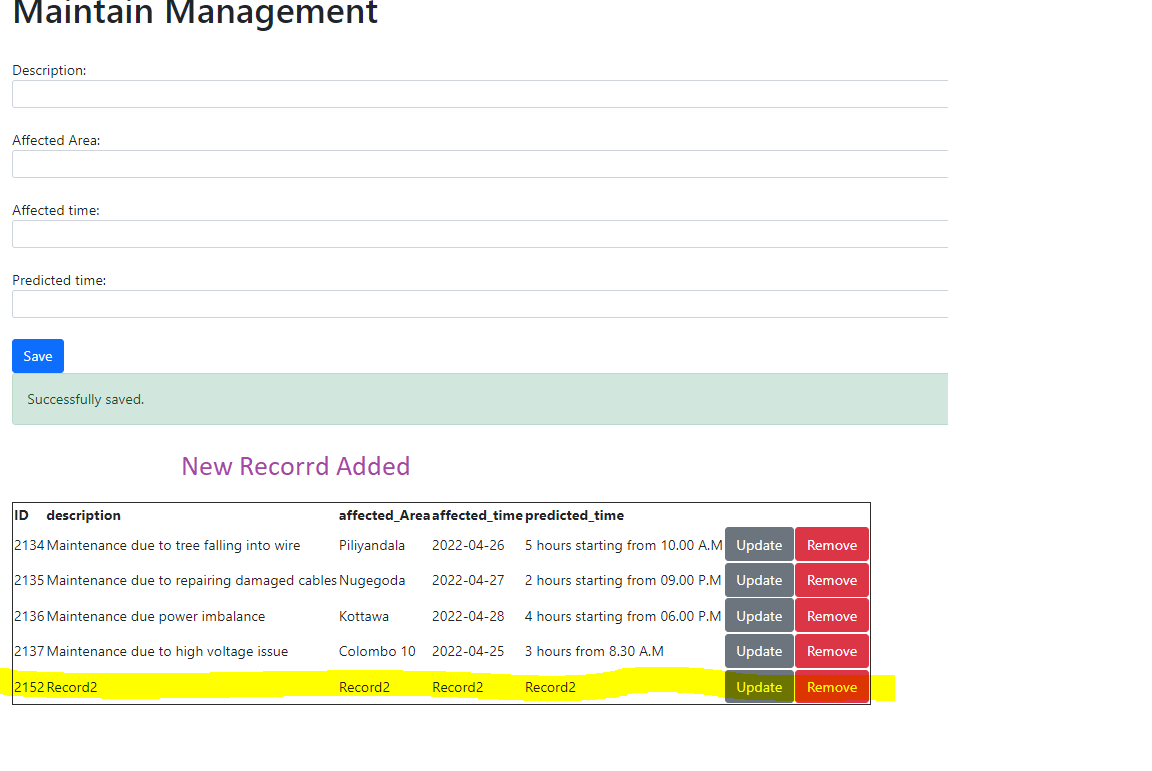 Maintain Management
Description:
Affected Area:
Affected time:
Predicted time:
Save
Successfully saved.
New Recorrd Added
ID description affected_Area affected_time predicted_time
2134 Maintenance due to tree falling into wire Piliyandala 2022-04-26 5 hours starting from 10.00 A.M Update Remove
2135 Maintenance due to repairing damaged cables Nugegoda 2022-04-27 2 hours starting from 09.00 P.M Update Remove
2136 Maintenance due power imbalance Kottawa 2022-04-28 4 hours starting from 06.00 P.M Update Remove
2137 Maintenance due to high voltage issue Colombo 10 2022-04-25 3 hours from 8.30 A.M Update Remove
2152 Record2 Record2 Record2 Record2 Update Remove